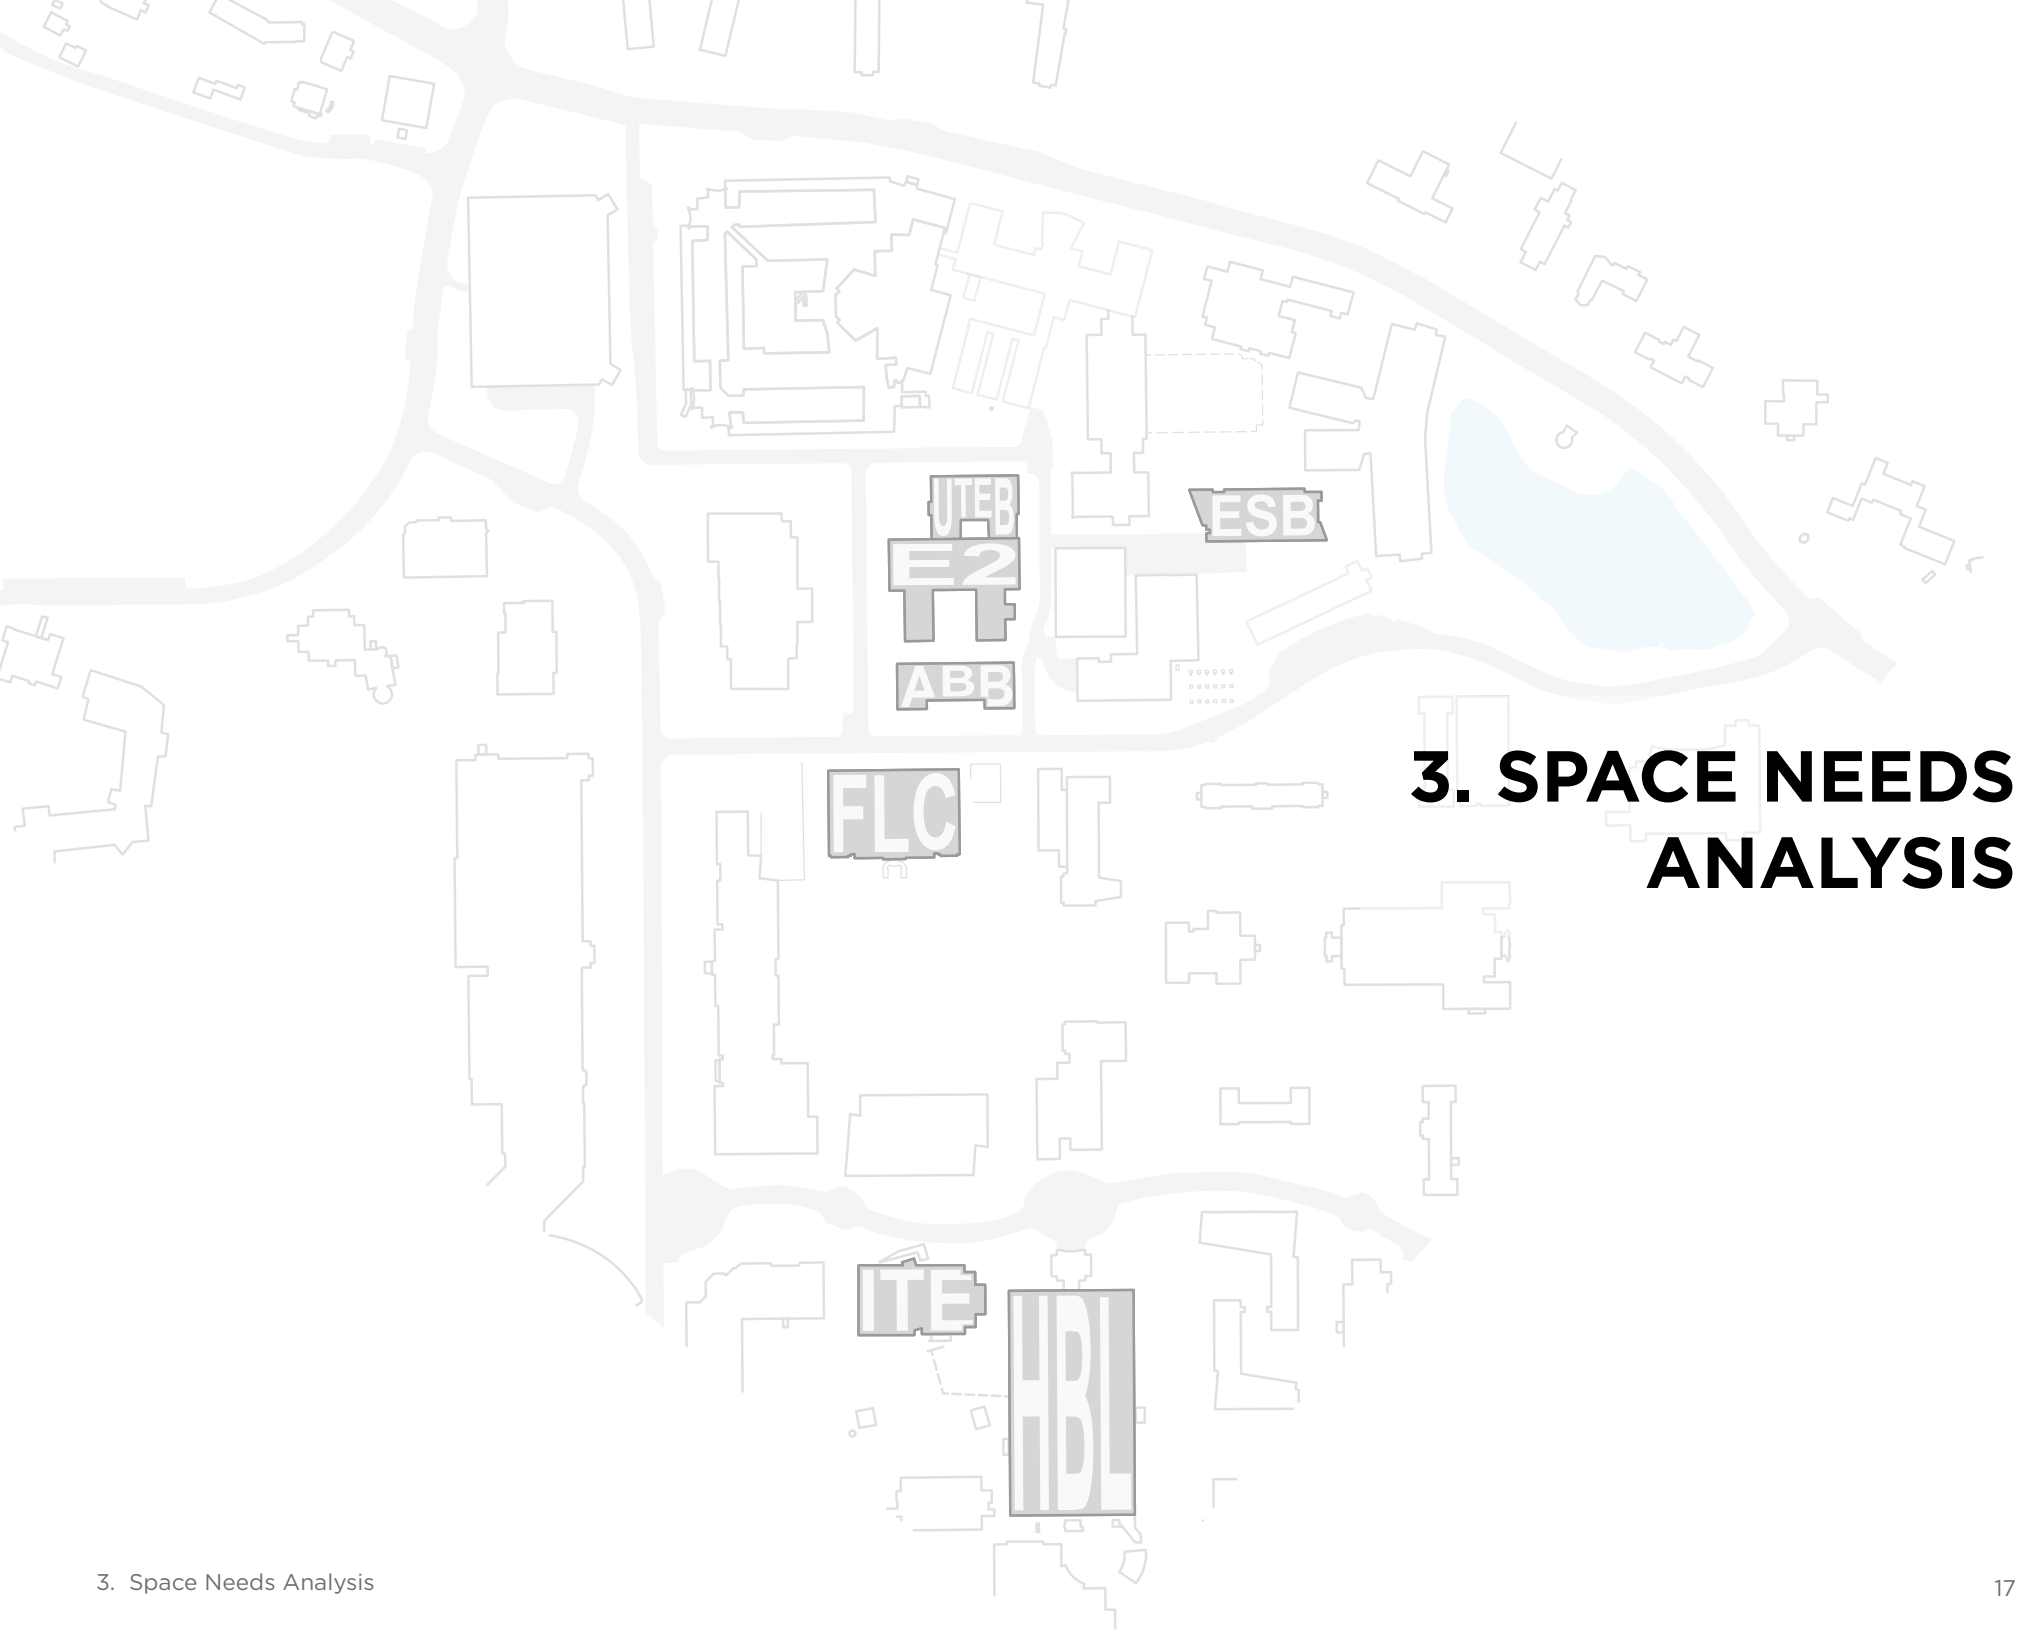 UTEB
E2
ESB
ABB
FLC
3. SPACE NEEDS
ANALYSIS
ITE
HBL
3. Space Needs Analysis
17